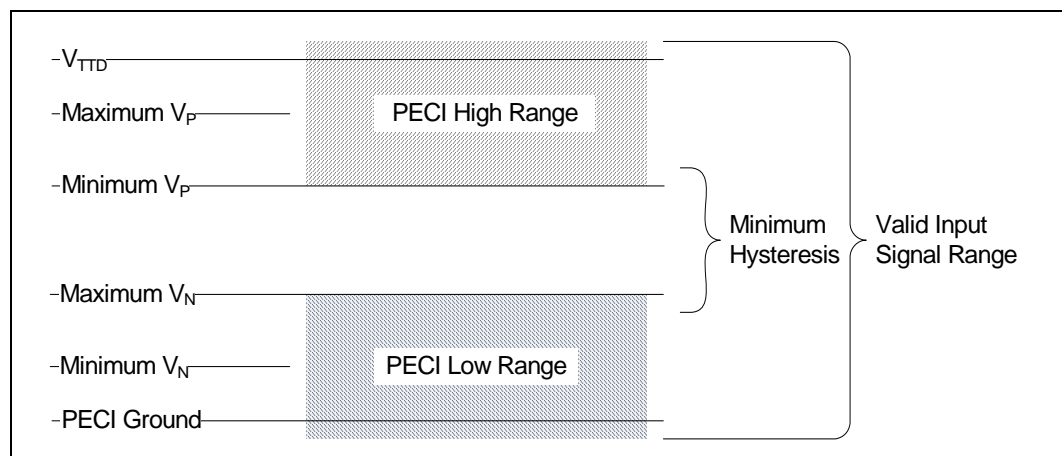 V_TTD
Maximum V_P
PECI High Range
Minimum V_P
Minimum
Hysteresis
Valid Input
Signal Range
Maximum V_N
Minimum V_N
PECI Low Range
PECI Ground